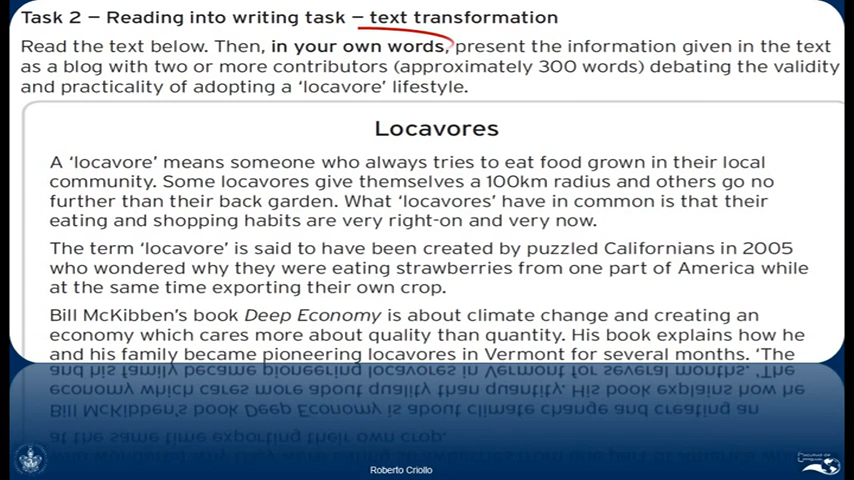 Task 2 – Reading into writing task – text transformation
Read the text below. Then, in your own words, present the information given in the text
as a blog with two or more contributors (approximately 300 words) debating the validity
and practicality of adopting a ‘locavore’ lifestyle.
Locavores
A ‘locavore’ means someone who always tries to eat food grown in their local
community. Some locavores give themselves a 100km radius and others go no
further than their back garden. What ‘locavores’ have in common is that their
eating and shopping habits are very right-on and very now.
The term ‘locavore’ is said to have been created by puzzled Californians in 2005
who wondered why they were eating strawberries from one part of America while
at the same time exporting their own crop.
Bill McKibben’s book Deep Economy is about climate change and creating an
economy which cares more about quality than quantity. His book explains how he
and his family became pioneering locavores in Vermont for several months. ‘The
Roberto Criollo